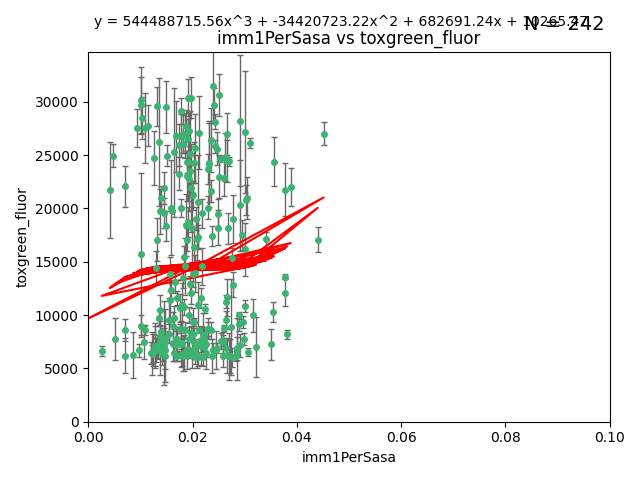 y = 544488715.56x^3 + -34420723.22x^2 + 682691.24x + 10265.47
N = 242
imm1PerSasa vs toxgreen_fluor
30000
25000
20000
15000
10000
5000
0
toxgreen_fluor
0.00 0.02 0.04 0.06 0.08 0.10
imm1PerSasa